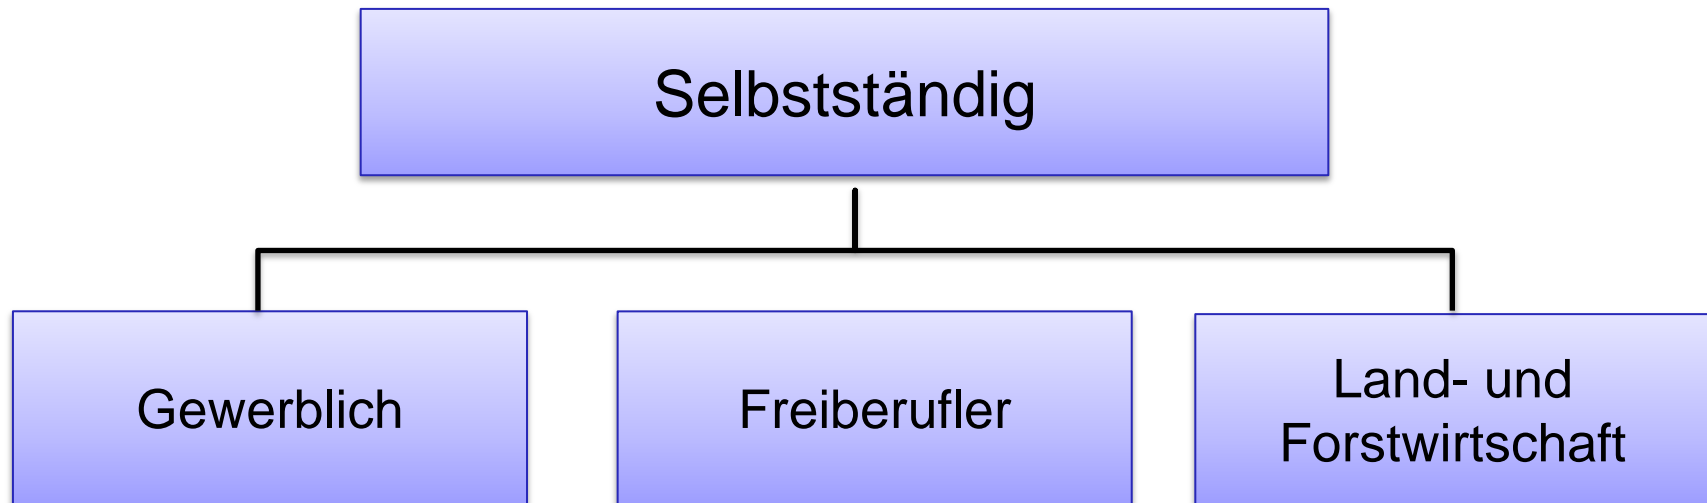 Selbstständig
Gewerblich
Freiberufler
Land- und
Forstwirtschaft